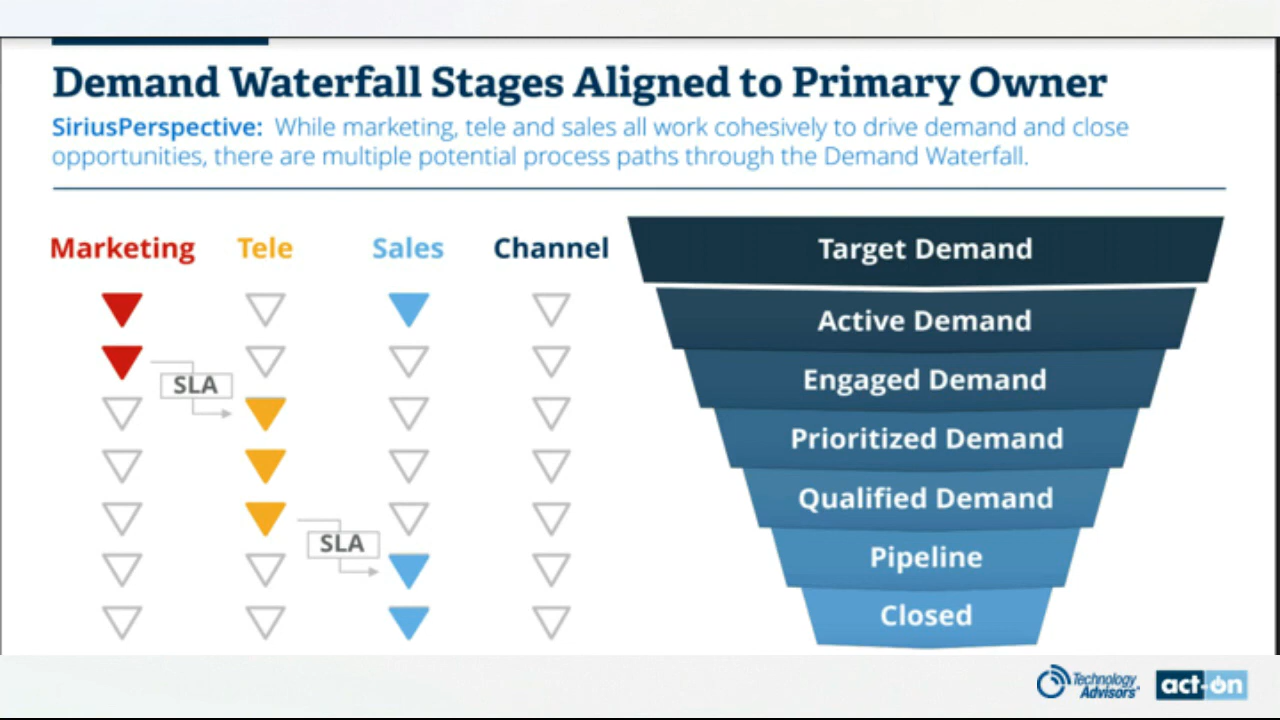 Demand Waterfall Stages Aligned to Primary Owner
SiriusPerspective: While marketing, tele and sales all work cohesively to drive demand and close
opportunities, there are multiple potential process paths through the Demand Waterfall.
Marketing
Tele
Sales
Channel
SLA
SLA
Target Demand
Active Demand
Engaged Demand
Prioritized Demand
Qualified Demand
Pipeline
Closed
Technology
Advisors
act-on